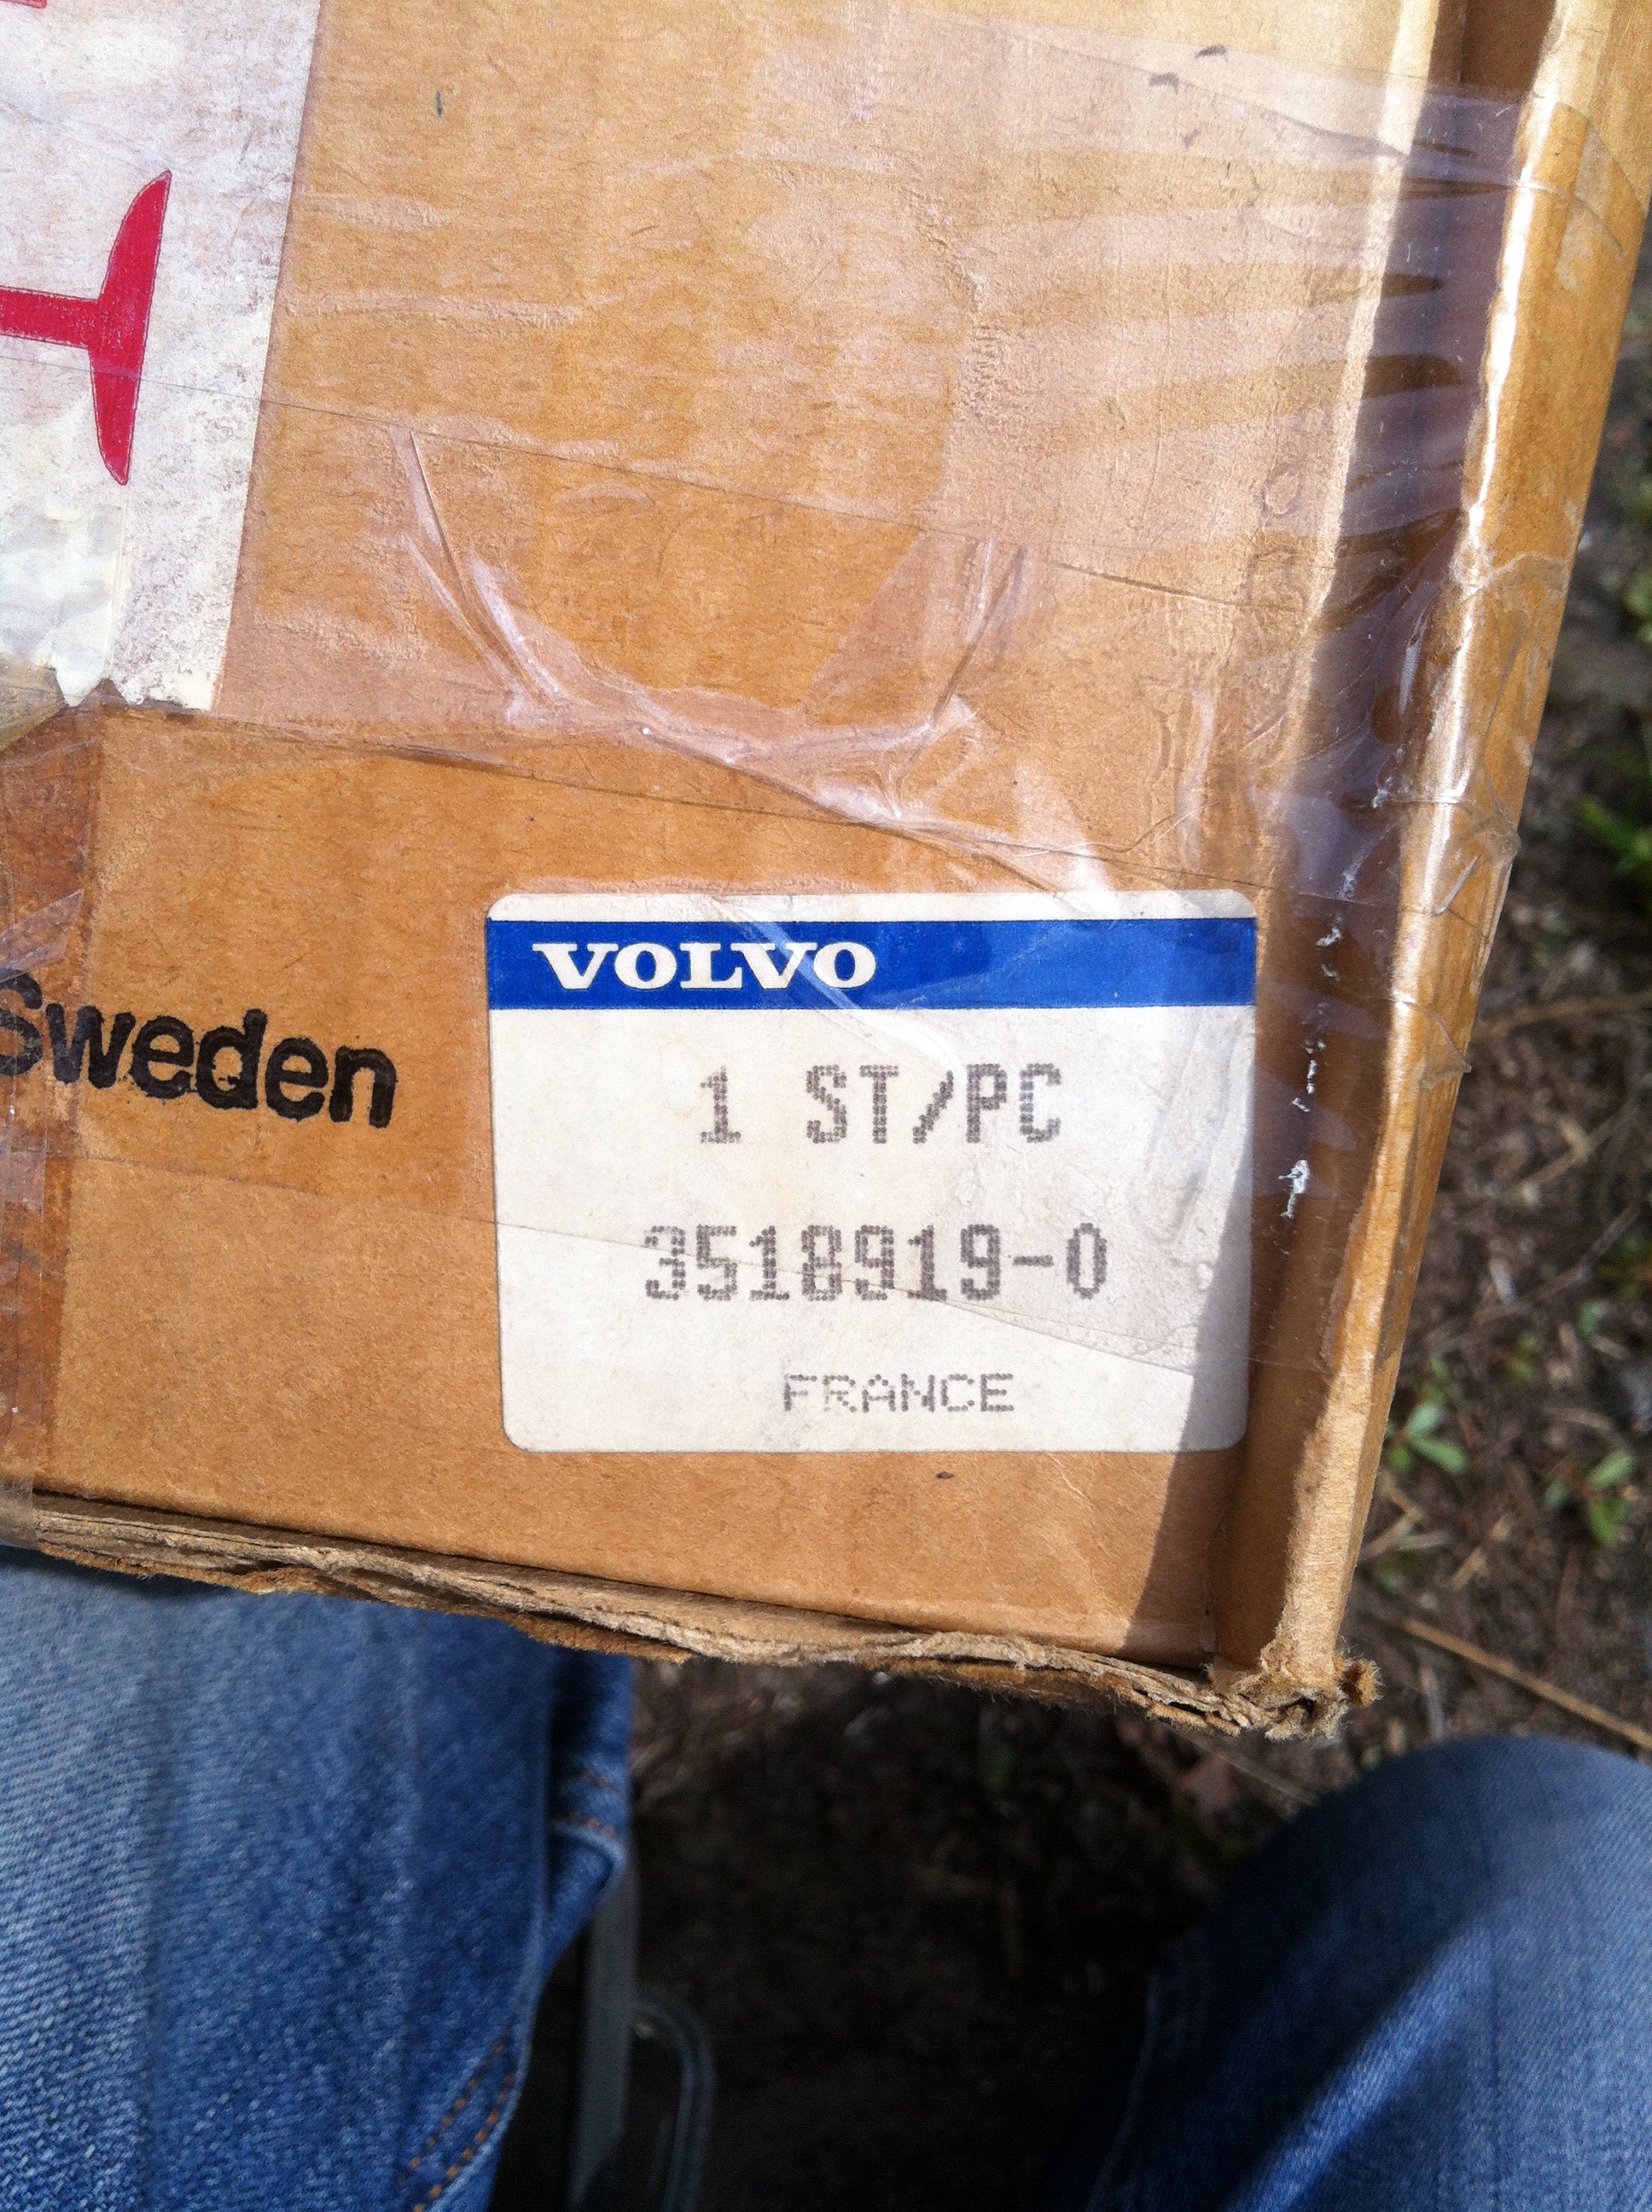 VOLVO
Sweden
1 ST/PC
3518919-0
FRANCE